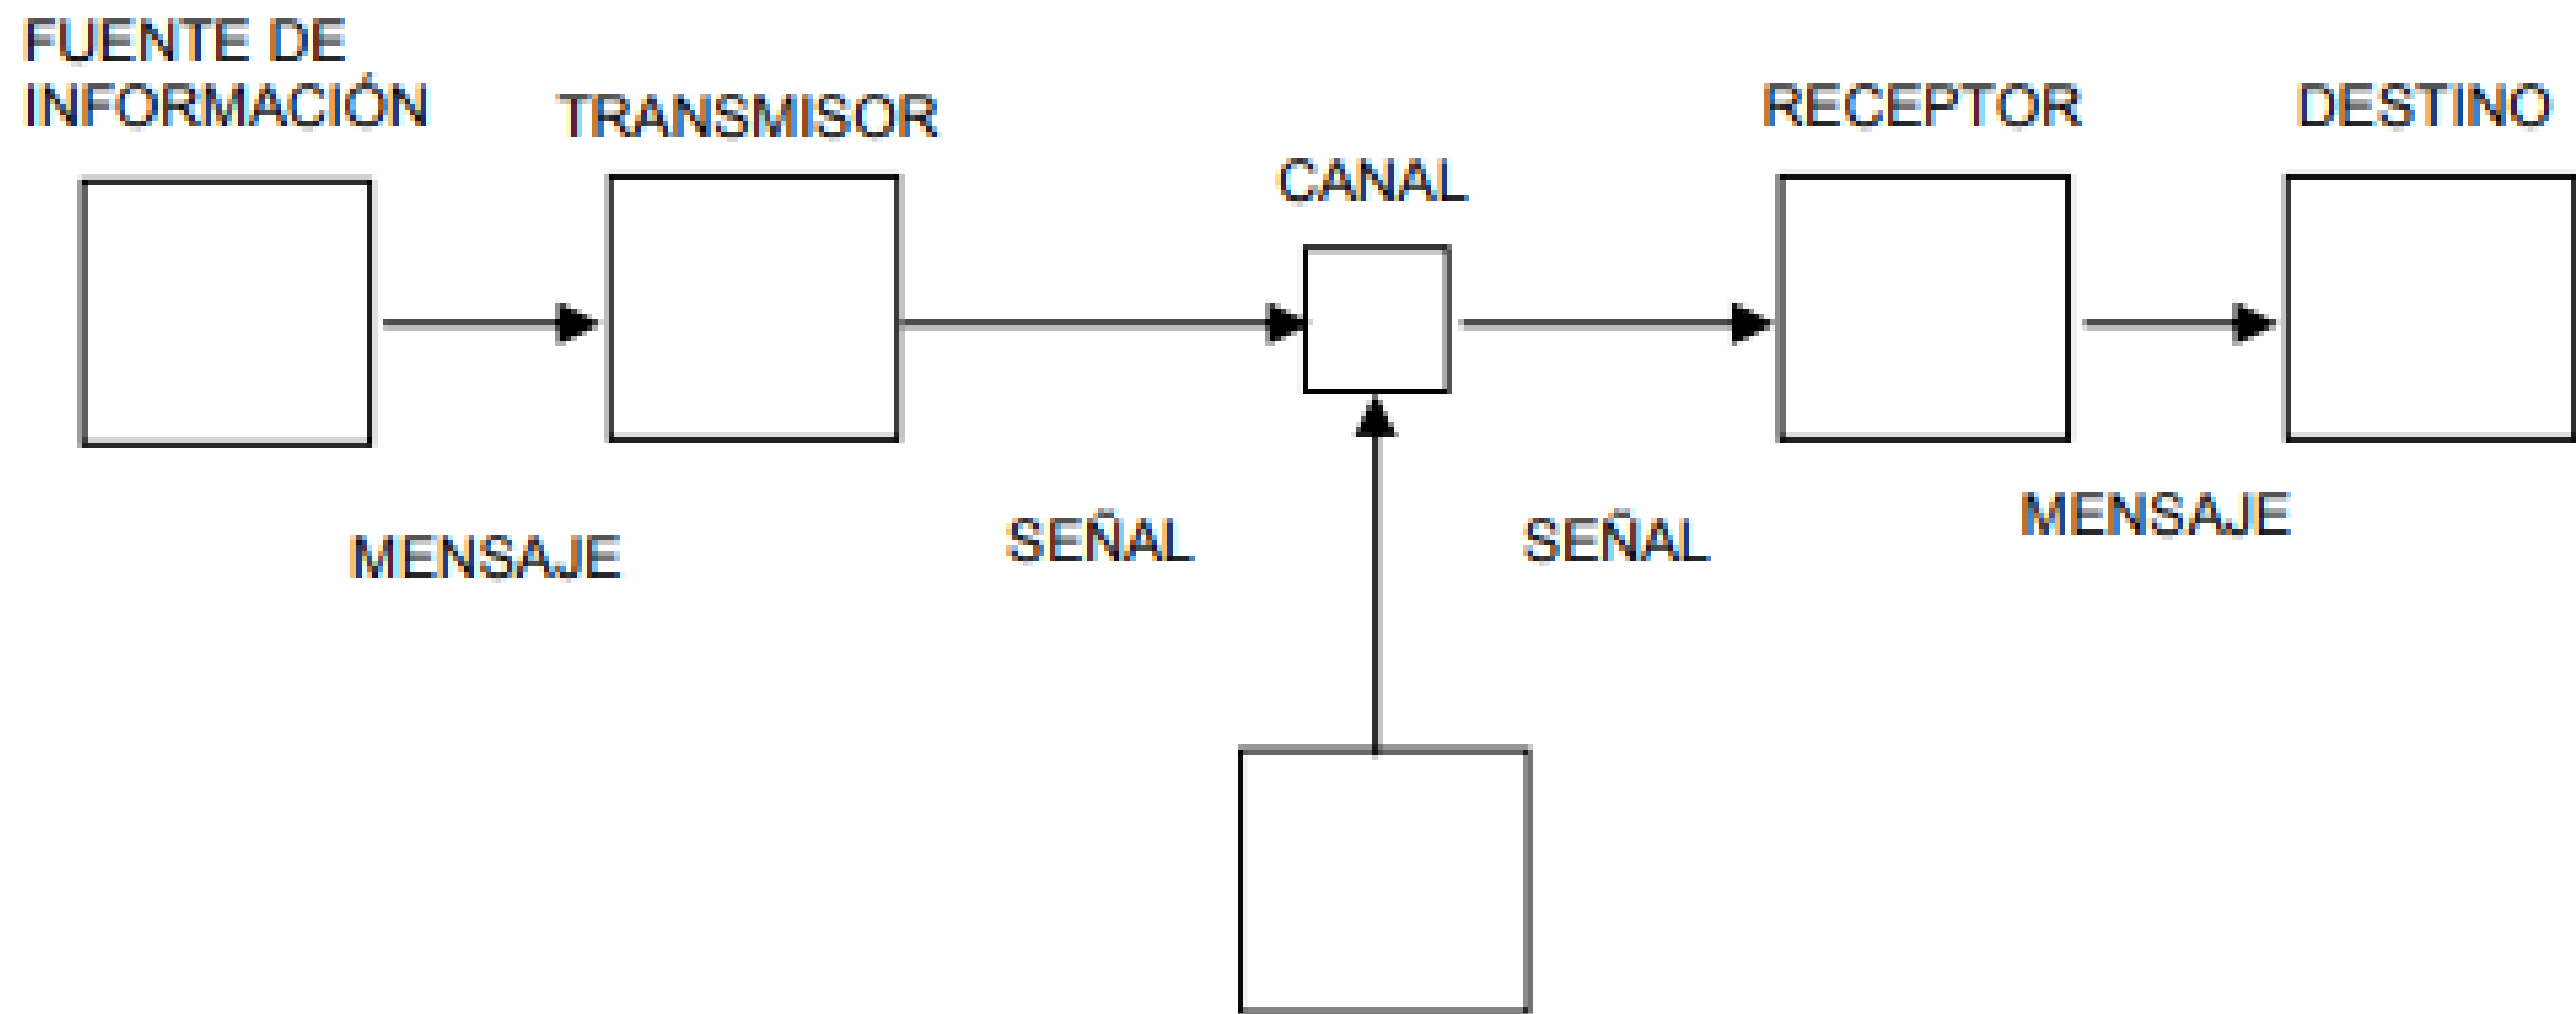 FUENTE DE
INFORMACIÓN
TRANSMISOR
CANAL
RECEPTOR
DESTINO
MENSAJE
SEÑAL
SEÑAL
MENSAJE